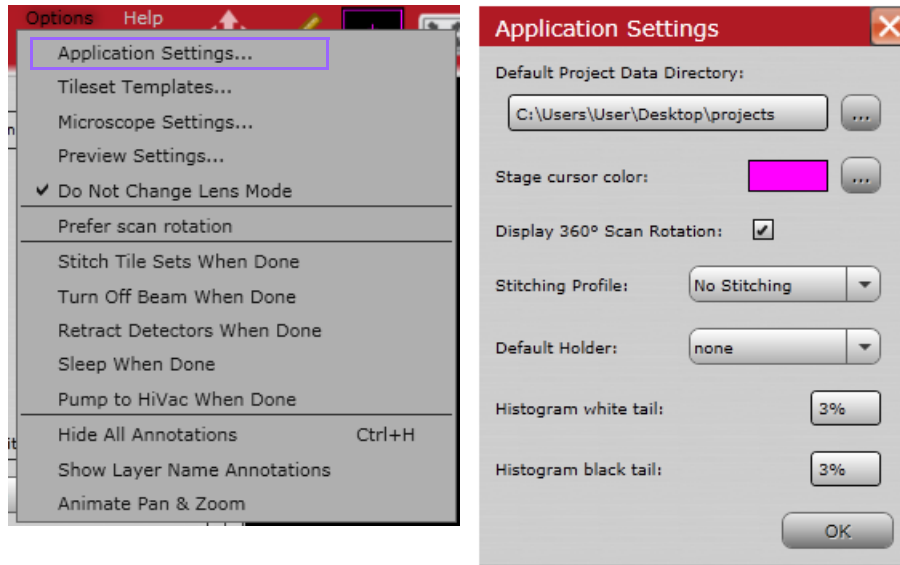 Options Help
Application Settings...
Tileset Templates...
Microscope Settings...
Preview Settings...
✔ Do Not Change Lens Mode
Prefer scan rotation
Stitch Tile Sets When Done
Turn Off Beam When Done
Retract Detectors When Done
Sleep When Done
Pump to HiVac When Done
Hide All Annotations Ctrl+H
Show Layer Name Annotations
Animate Pan & Zoom
Application Settings
Default Project Data Directory:
C:\Users\User\Desktop\projects ...
Stage cursor color: ...
Display 360º Scan Rotation: ✔
Stitching Profile: No Stitching
Default Holder: none
Histogram white tail: 3%
Histogram black tail: 3%
OK